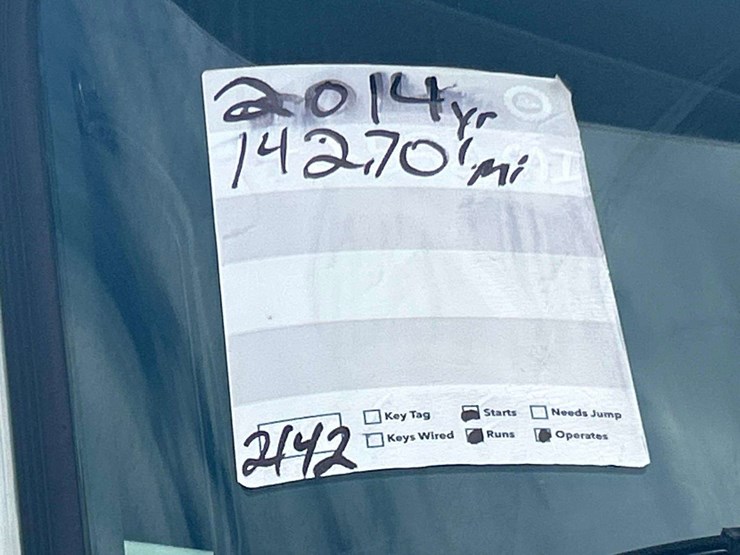 2014 yr
142,701 mi
Key Tag Starts Needs Jump
2142 Keys Wired Runs Operates